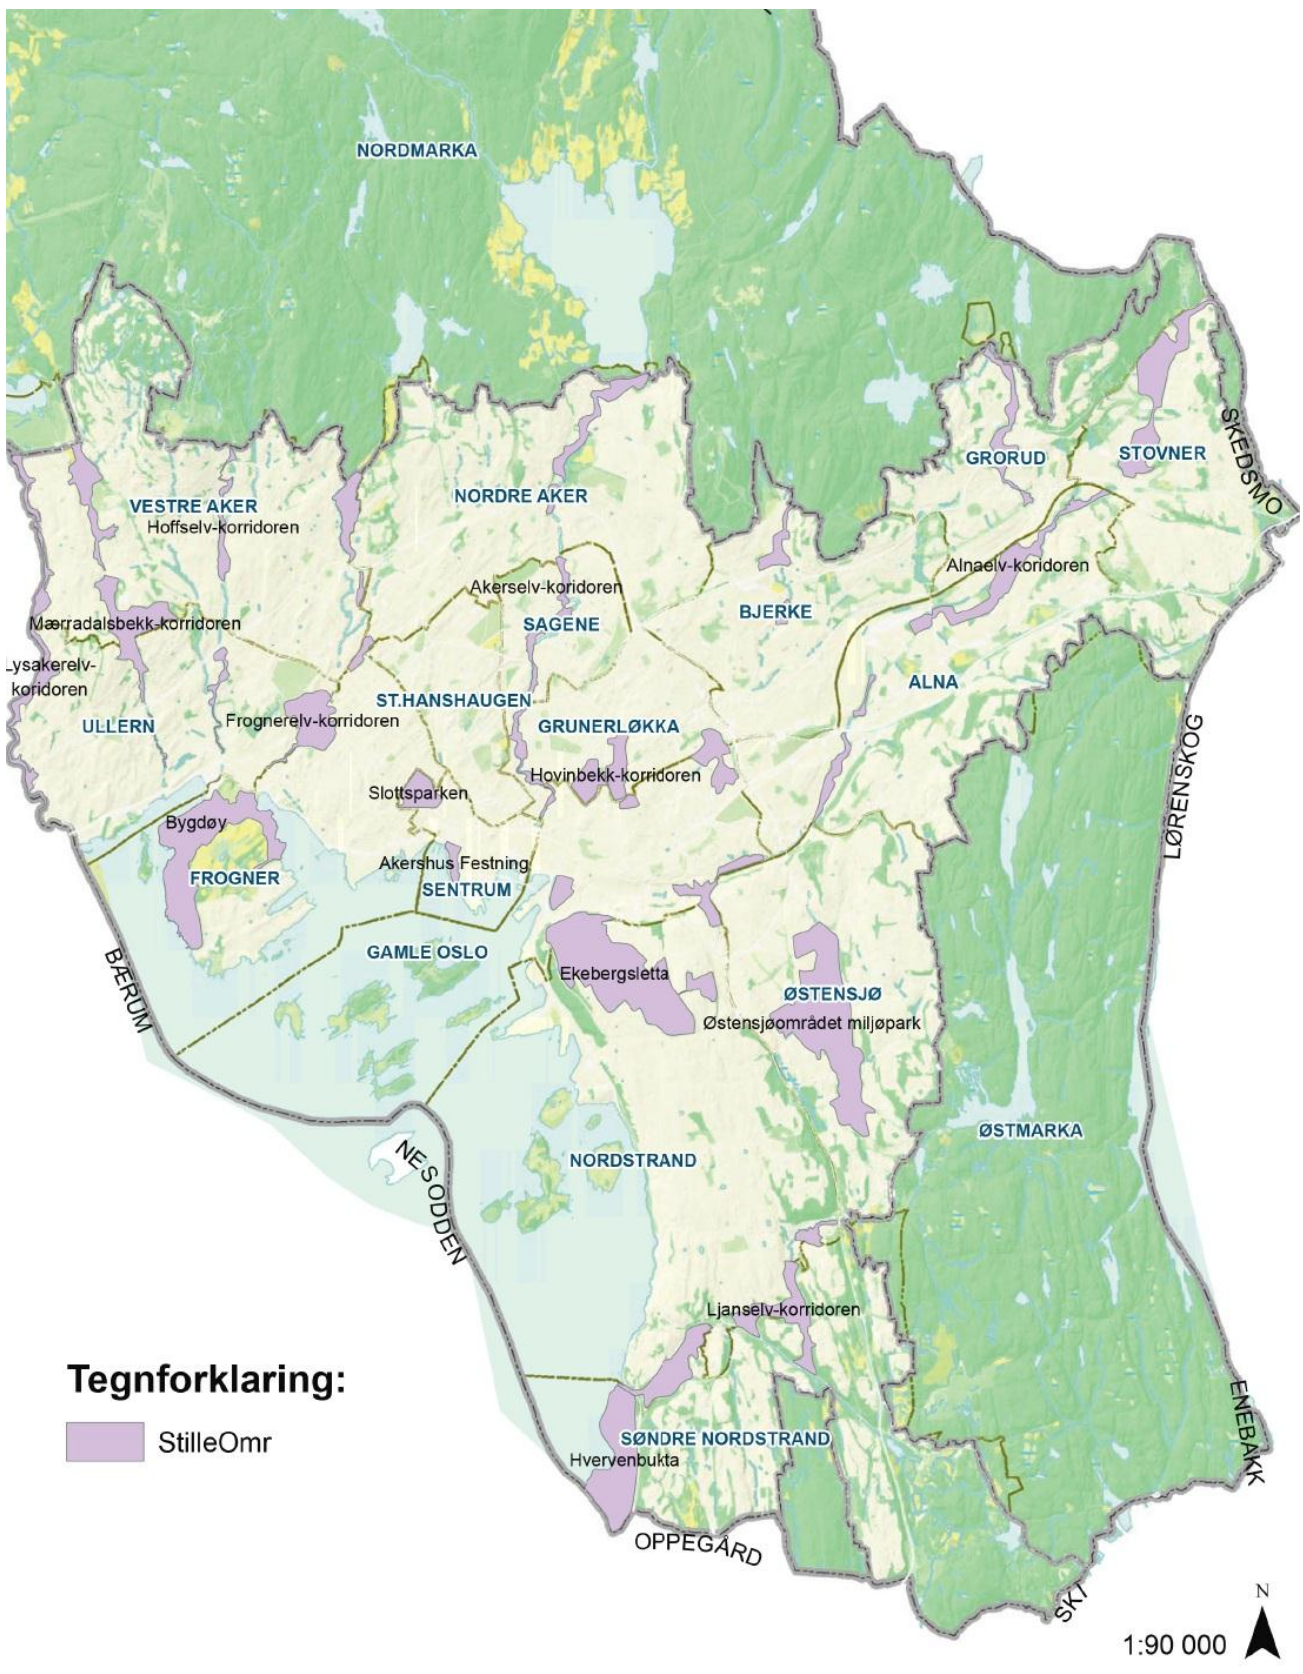 NORDMARKA
SKEDSMO
GRORUD
STOVNER
VESTRE AKER
NORDRE AKER
Hoffselv-korridoren
Alnaelv-koridoren
Akerselv-koridoren
BJERKE
Mærradalsbekk-korridoren
SAGENE
Lysakerelv-
koridoren
ALNA
ST.HANSHAUGEN
ULLERN
Frognerelv-korridoren
GRUNERLØKKA
LØRENSKOG
Hovinbekk-korridoren
Slottsparken
Bygdøy
Akershus Festning
FROGNER
SENTRUM
GAMLE OSLO
Ekebergsletta
BÆRUM
ØSTENSJØ
Østensjøområdet miljøpark
ØSTMARKA
NESODDEN
NORDSTRAND
Ljanselv-korridoren
Tegnforklaring:
StilleOmr
SØNDRE NORDSTRAND
ENEBAKK
Hvervenbukta
OPPEGÅRD
SKI
N
1:90 000